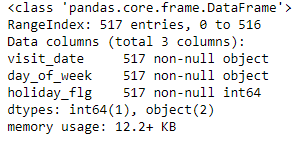 <class 'pandas.core.frame.DataFrame'>
RangeIndex: 517 entries, 0 to 516
Data columns (total 3 columns):
visit_date     517 non-null object
day_of_week    517 non-null object
holiday_flg    517 non-null int64
dtypes: int64(1), object(2)
memory usage: 12.2+ KB